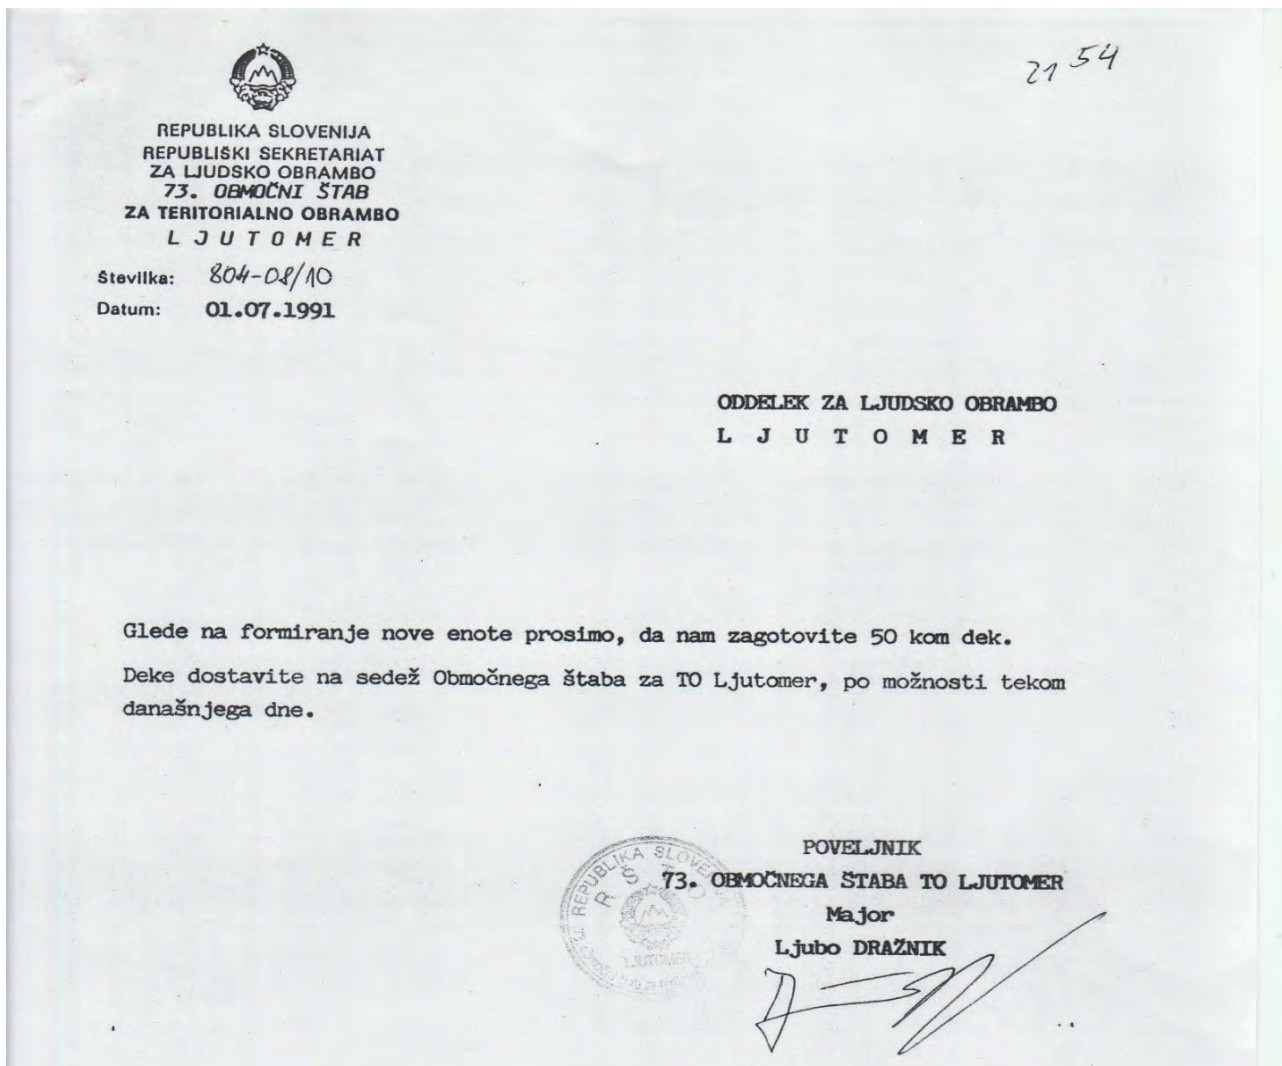 21 54
REPUBLIKA SLOVENIJA
REPUBLIŠKI SEKRETARIAT
ZA LJUDSKO OBRAMBO
73. OBMOČNI ŠTAB
ZA TERITORIALNO OBRAMBO
L J U T O M E R
Številka: 804-08/10
Datum: 01.07.1991
ODDELEK ZA LJUDSKO OBRAMBO
L J U T O M E R
Glede na formiranje nove enote prosimo, da nam zagotovite 50 kom dek.
Deke dostavite na sedež Območnega štaba za TO Ljutomer, po možnosti tekom
današnjega dne.
POVELJNIK
73. OBMOČNEGA ŠTABA TO LJUTOMER
Major
Ljubo DRAŽNIK
REPUBLIKA SLOVENIJA
R Š T O
LJUTOMER